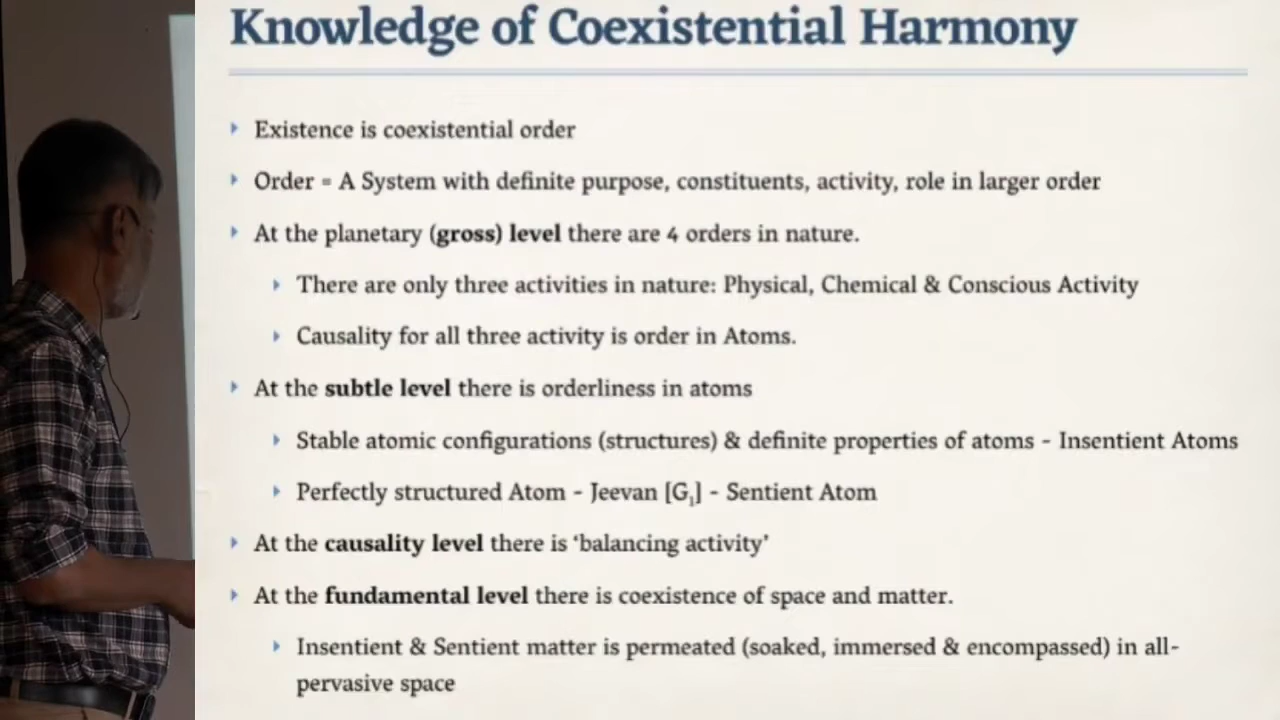 Knowledge of Coexistential Harmony
Existence is coexistential order
Order = A System with definite purpose, constituents, activity, role in larger order
At the planetary (gross) level there are 4 orders in nature.
There are only three activities in nature: Physical, Chemical & Conscious Activity
Causality for all three activity is order in Atoms.
At the subtle level there is orderliness in atoms
Stable atomic configurations (structures) & definite properties of atoms - Insentient Atoms
Perfectly structured Atom - Jeevan [G₁] - Sentient Atom
At the causality level there is ‘balancing activity’
At the fundamental level there is coexistence of space and matter.
Insentient & Sentient matter is permeated (soaked, immersed & encompassed) in all-
pervasive space